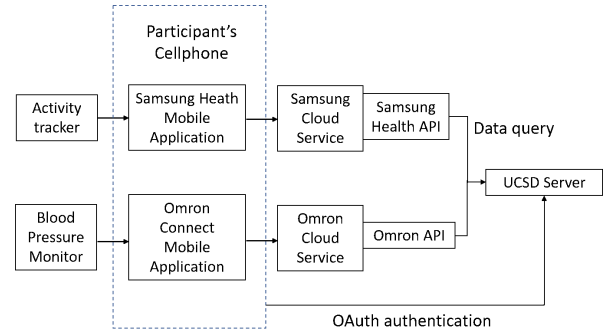 Participant's
Cellphone
Activity
tracker
Samsung Heath
Mobile
Application
Samsung
Cloud
Service
Samsung
Health API
Data query
UCSD Server
Blood
Pressure
Monitor
Omron
Connect
Mobile
Application
Omron
Cloud
Service
Omron API
OAuth authentication